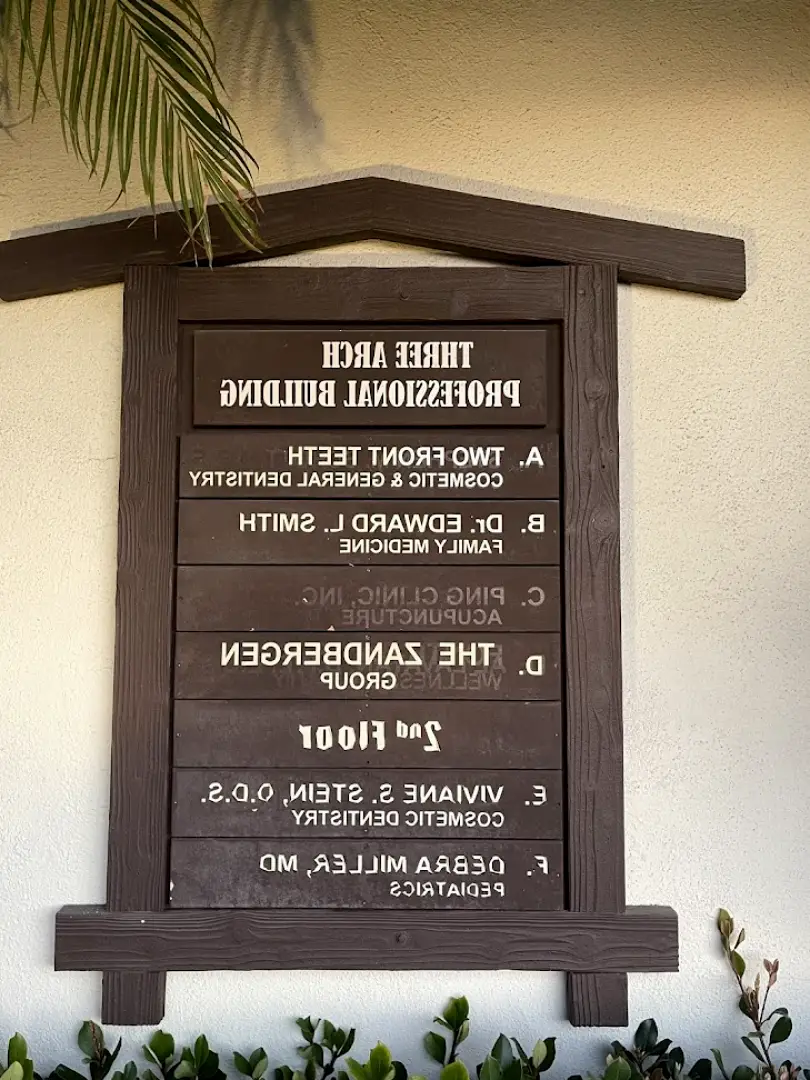 THREE ARCH
PROFESSIONAL BUILDING
A. TWO FRONT TEETH
COSMETIC & GENERAL DENTISTRY
B. Dr. EDWARD L. SMITH
FAMILY MEDICINE
C. PING CLINIC, INC.
ACUPUNCTURE
D. THE ZANDBERGEN
GROUP
WELLNESS
2nd Floor
E. VIVIANE S. STEIN, D.D.S.
COSMETIC DENTISTRY
F. DEBRA MILLER, MD
PEDIATRICS